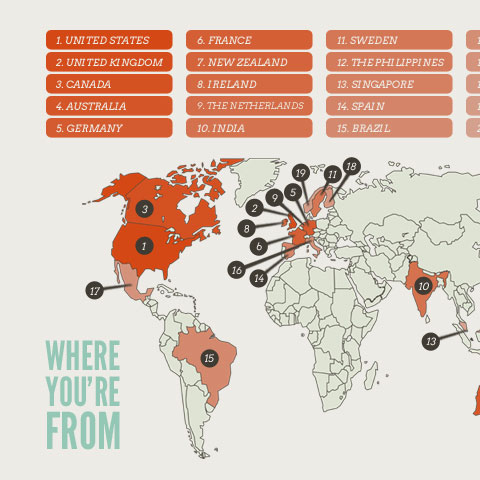 1. UNITED STATES
2. UNITED KINGDOM
3. CANADA
4. AUSTRALIA
5. GERMANY
6. FRANCE
7. NEW ZEALAND
8. IRELAND
9. THE NETHERLANDS
10. INDIA
11. SWEDEN
12. THE PHILIPPINES
13. SINGAPORE
14. SPAIN
15. BRAZIL
19
11
18
9
5
2
3
8
6
1
16
14
17
10
13
15
WHERE
YOU'RE
FROM